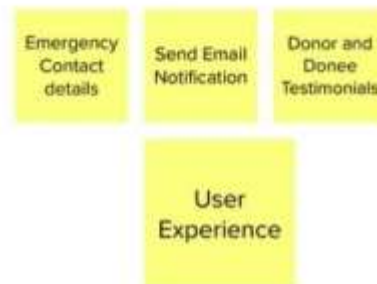 Emergency
Contact
details
Send Email
Notification
Donor and
Donee
Testimonials
User
Experience